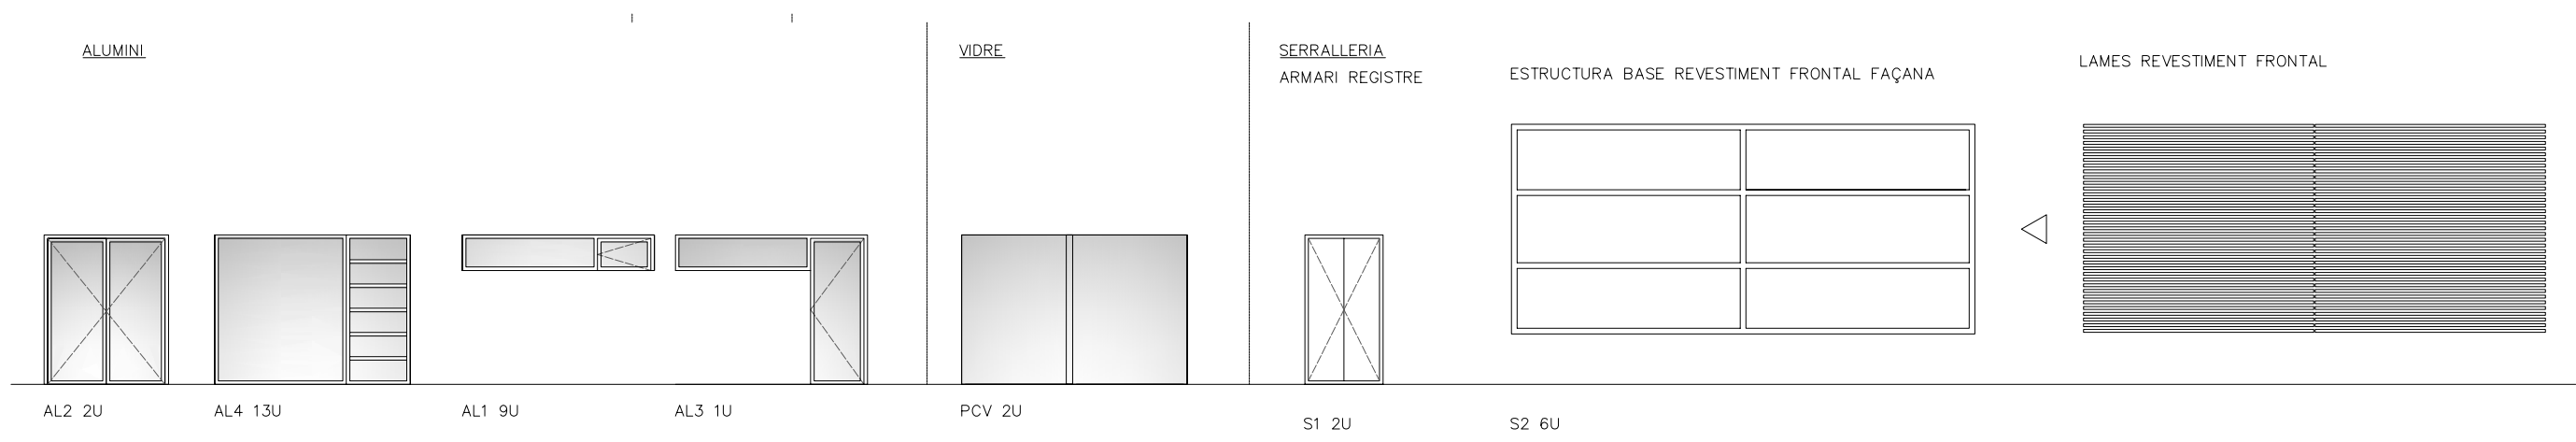 ALUMINI
VIDRE
SERRALLERIA
ARMARI REGISTRE
ESTRUCTURA BASE REVESTIMENT FRONTAL FAÇANA
LAMES REVESTIMENT FRONTAL
AL2 2U
AL4 13U
AL1 9U
AL3 1U
PCV 2U
S1 2U
S2 6U